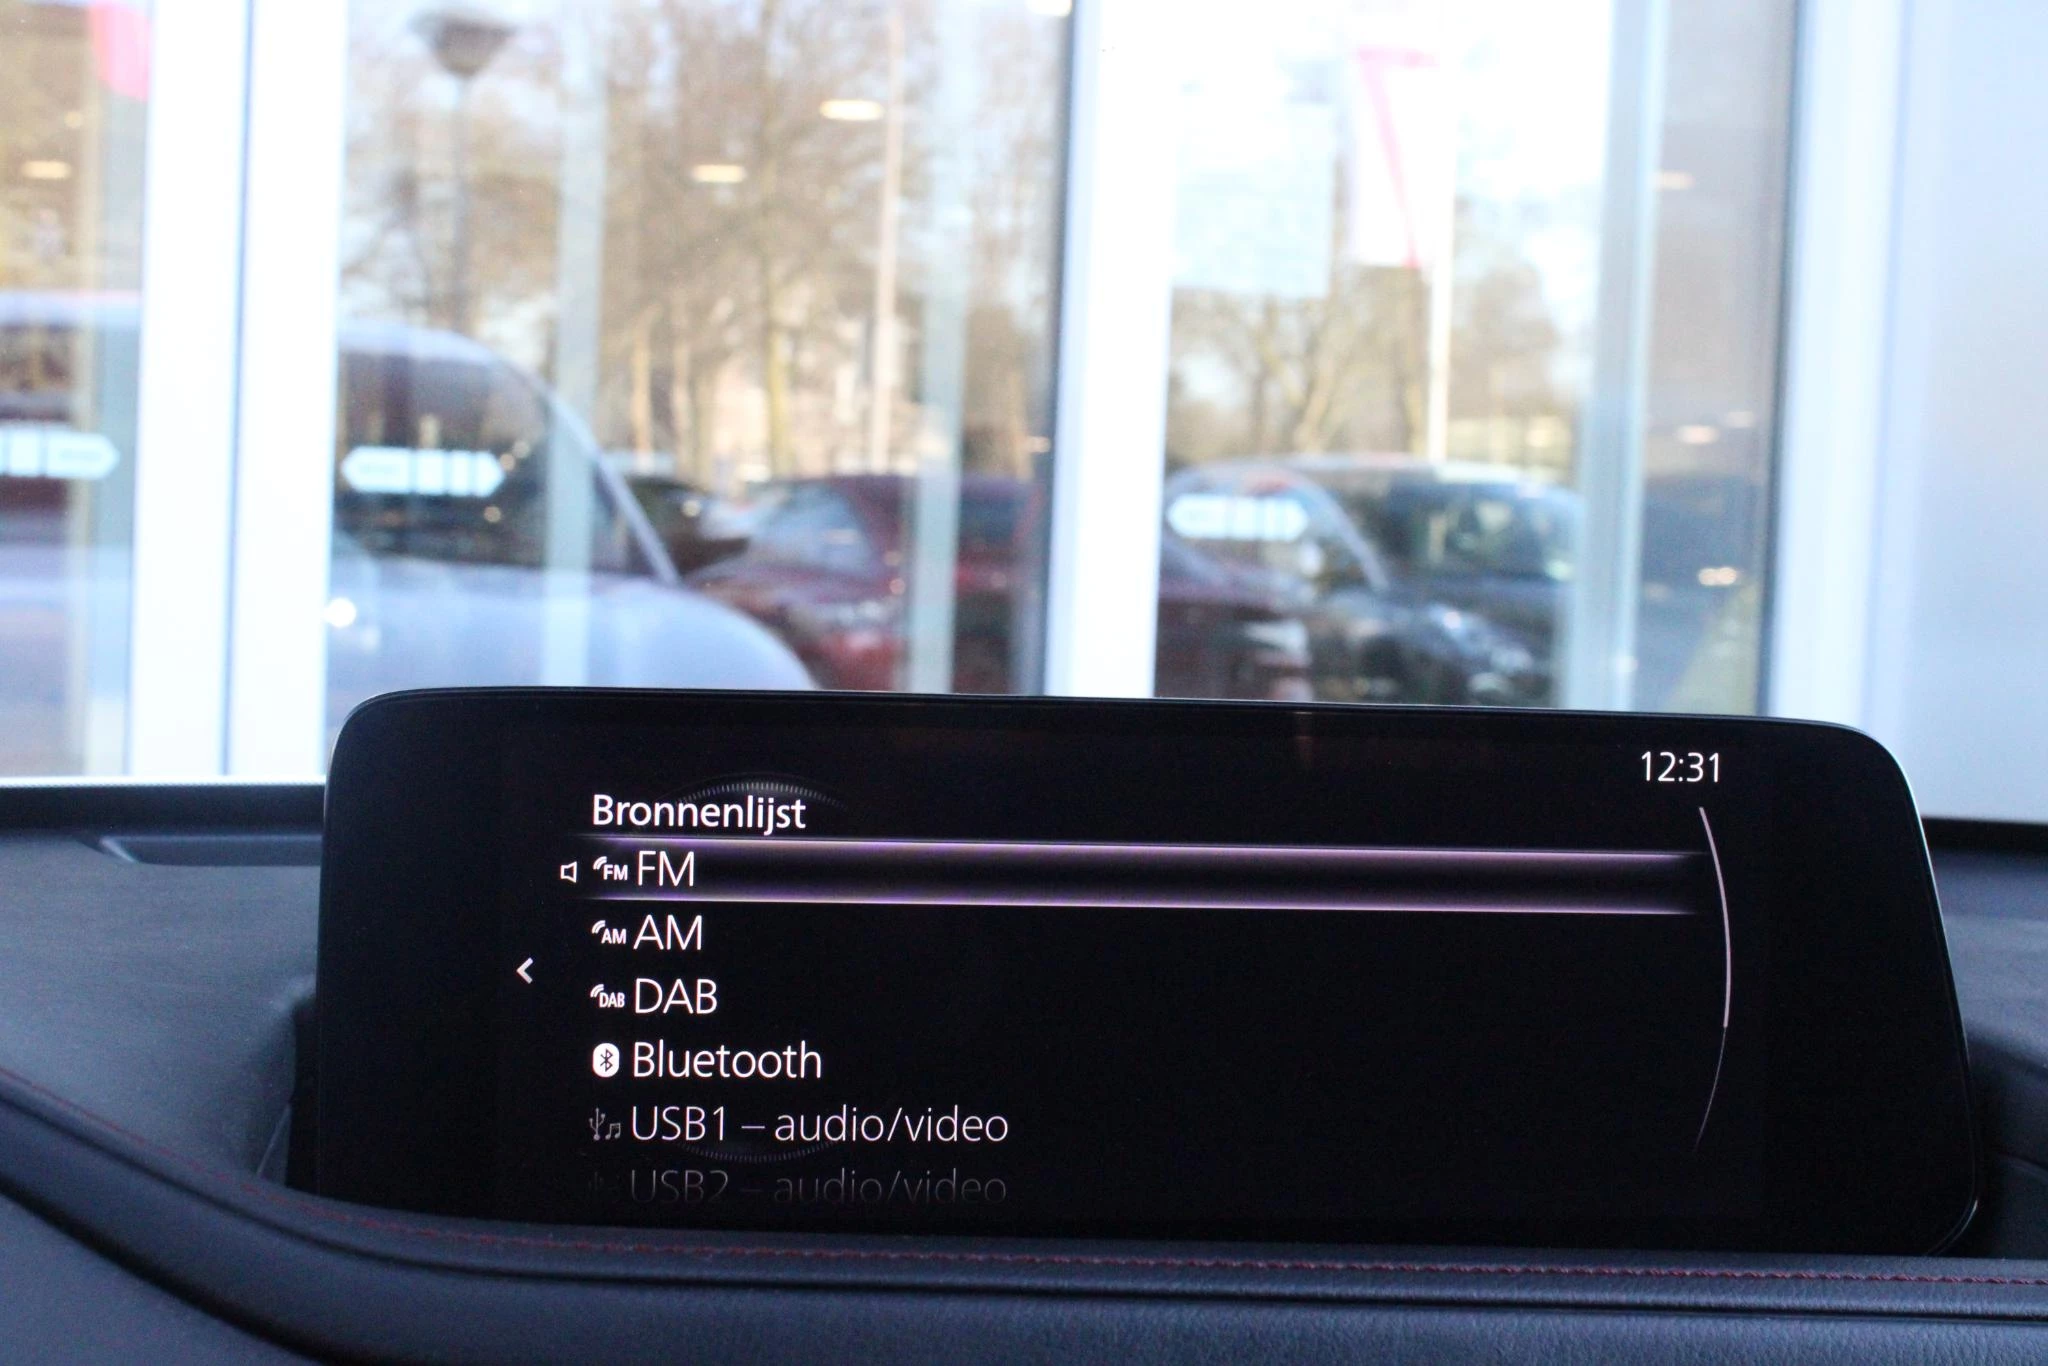 12:31
Bronnenlijst
FM FM
AM AM
DAB DAB
Bluetooth
USB1 – audio/video
USB2 – audio/video